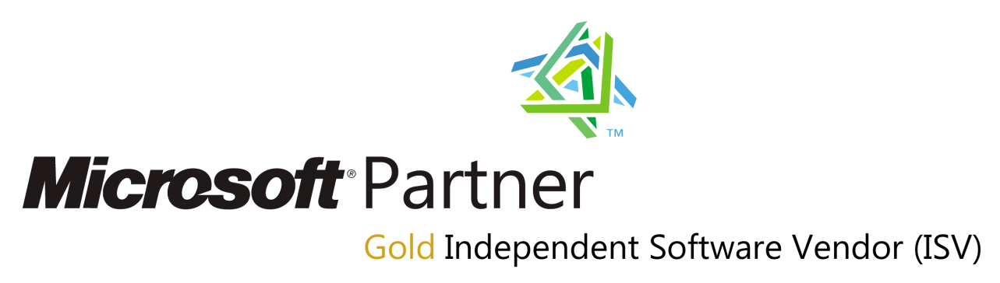 TM
Microsoft® Partner
Gold Independent Software Vendor (ISV)